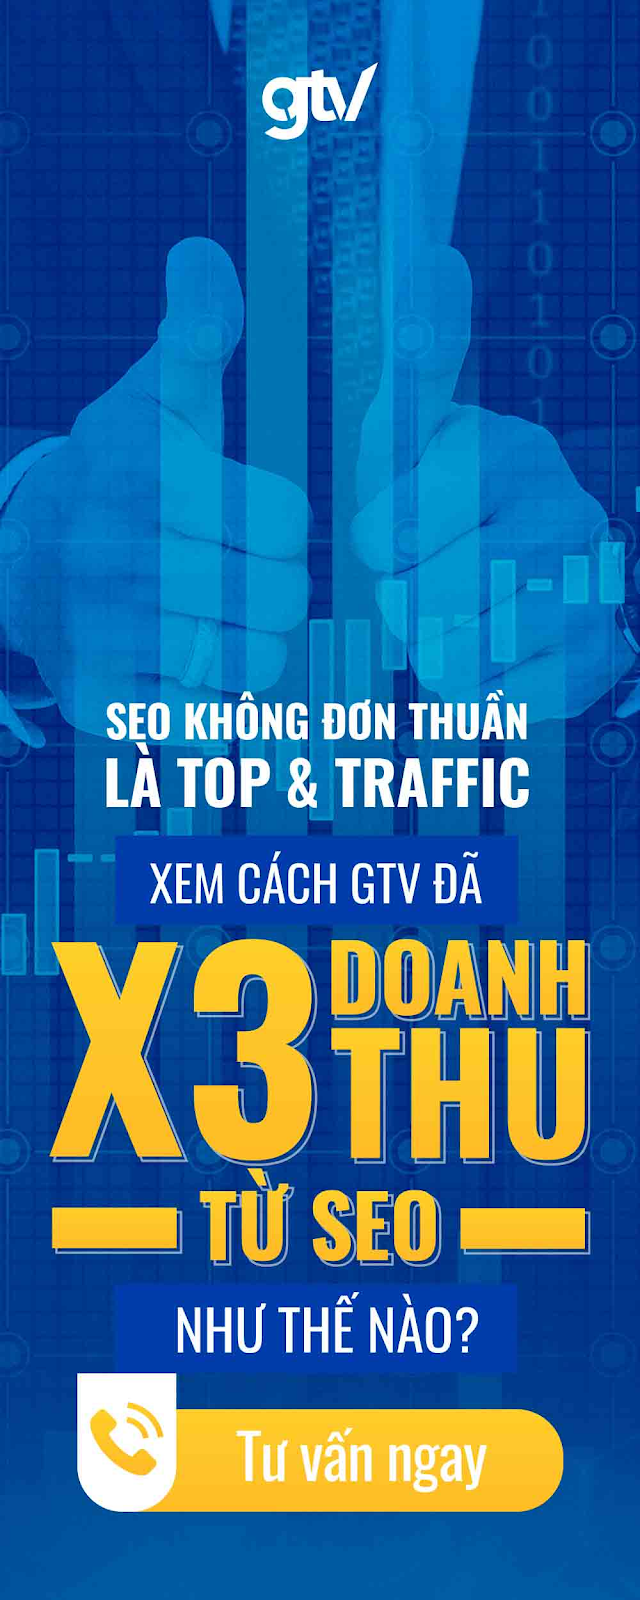 gtv
SEO KHÔNG ĐƠN THUẦN
LÀ TOP & TRAFFIC
XEM CÁCH GTV ĐÃ
X3 DOANH
THU
TỪ SEO
NHƯ THẾ NÀO?
Tư vấn ngay